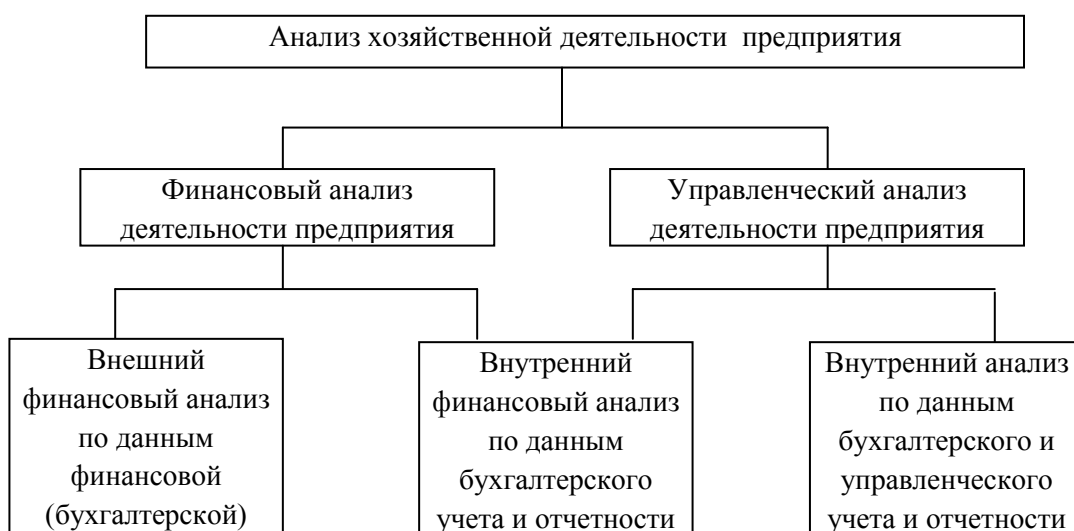 Анализ хозяйственной деятельности предприятия
Финансовый анализ
деятельности предприятия
Управленческий анализ
деятельности предприятия
Внешний
финансовый анализ
по данным
финансовой
(бухгалтерской)
Внутренний
финансовый анализ
по данным
бухгалтерского
учета и отчетности
Внутренний анализ
по данным
бухгалтерского и
управленческого
учета и отчетности